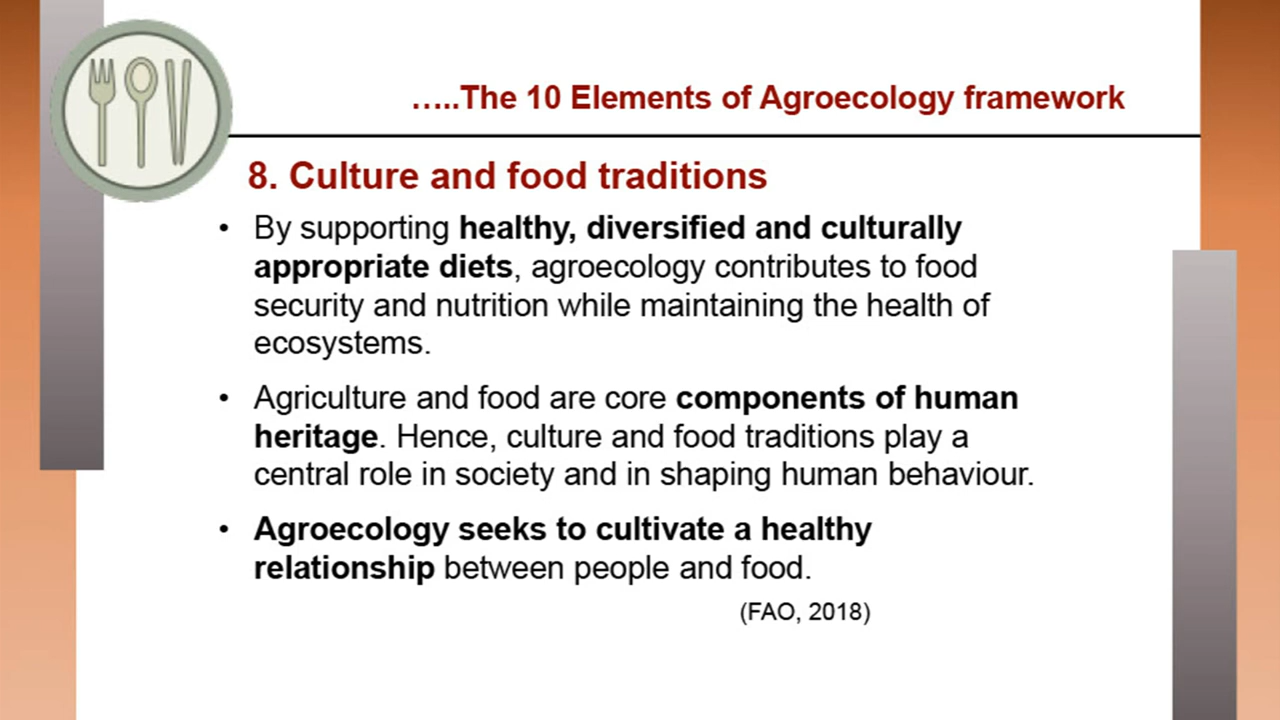 …..The 10 Elements of Agroecology framework
8. Culture and food traditions
• By supporting healthy, diversified and culturally
appropriate diets, agroecology contributes to food
security and nutrition while maintaining the health of
ecosystems.
• Agriculture and food are core components of human
heritage. Hence, culture and food traditions play a
central role in society and in shaping human behaviour.
• Agroecology seeks to cultivate a healthy
relationship between people and food.
(FAO, 2018)